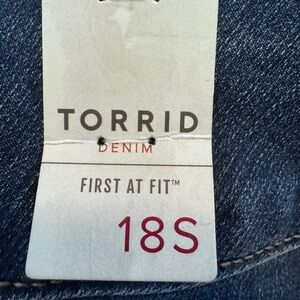 TORRID
DENIM
FIRST AT FIT™
18S